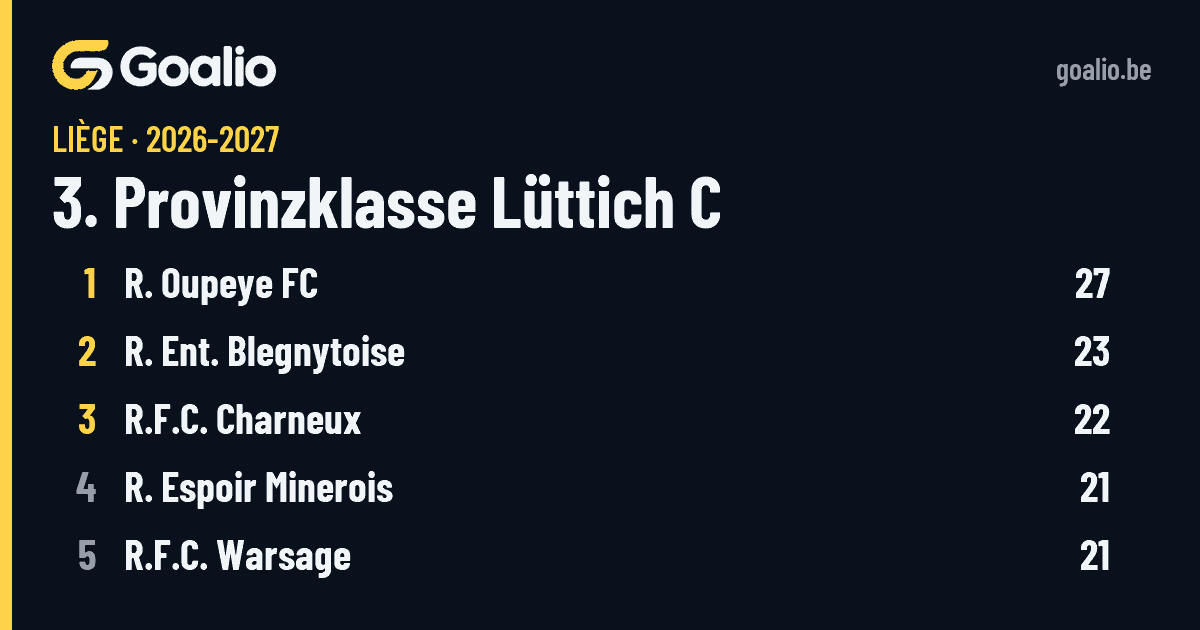 Goalio
goalio.be
LIÈGE · 2026-2027
3. Provinzklasse Lüttich C
1 R. Oupeye FC 27
2 R. Ent. Blegnytoise 23
3 R.F.C. Charneux 22
4 R. Espoir Minerois 21
5 R.F.C. Warsage 21